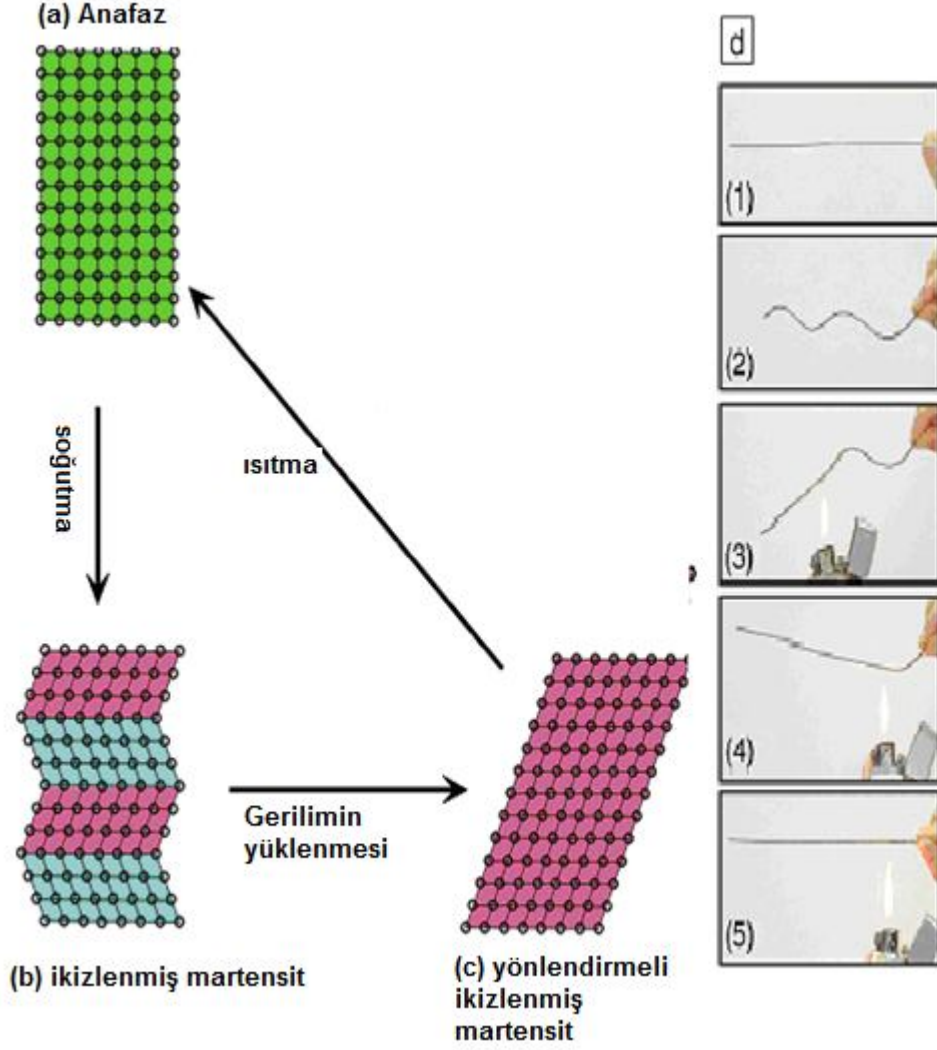 (a) Anafaz
soğutma
ısıtma
Gerilimin
yüklenmesi
(b) ikizlenmiş martensit
(c) yönlendirmeli
ikizlenmiş
martensit
d
(1)
(2)
(3)
(4)
(5)